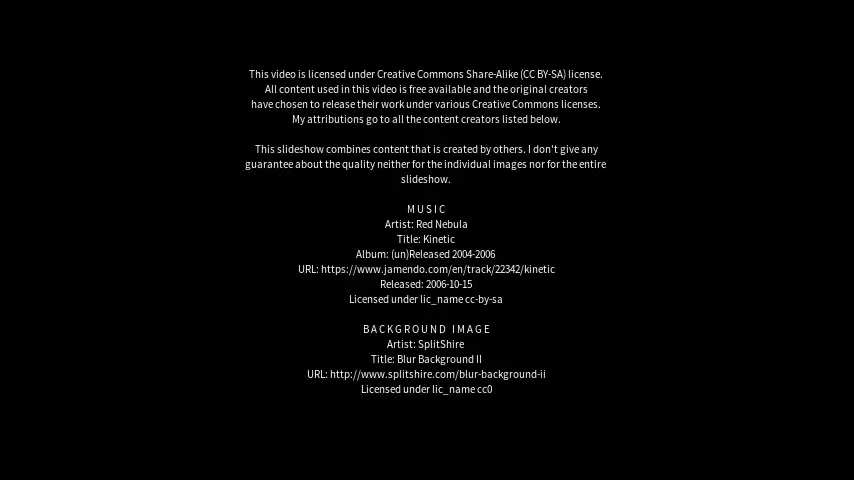 This video is licensed under Creative Commons Share-Alike (CC BY-SA) license.
All content used in this video is free available and the original creators
have chosen to release their work under various Creative Commons licenses.
My attributions go to all the content creators listed below.
This slideshow combines content that is created by others. I don't give any
guarantee about the quality neither for the individual images nor for the entire
slideshow.
MUSIC
Artist: Red Nebula
Title: Kinetic
Album: (un)Released 2004-2006
URL: https://www.jamendo.com/en/track/22342/kinetic
Released: 2006-10-15
Licensed under lic_name cc-by-sa
BACKGROUND IMAGE
Artist: SplitShire
Title: Blur Background II
URL: http://www.splitshire.com/blur-background-ii
Licensed under lic_name cc0